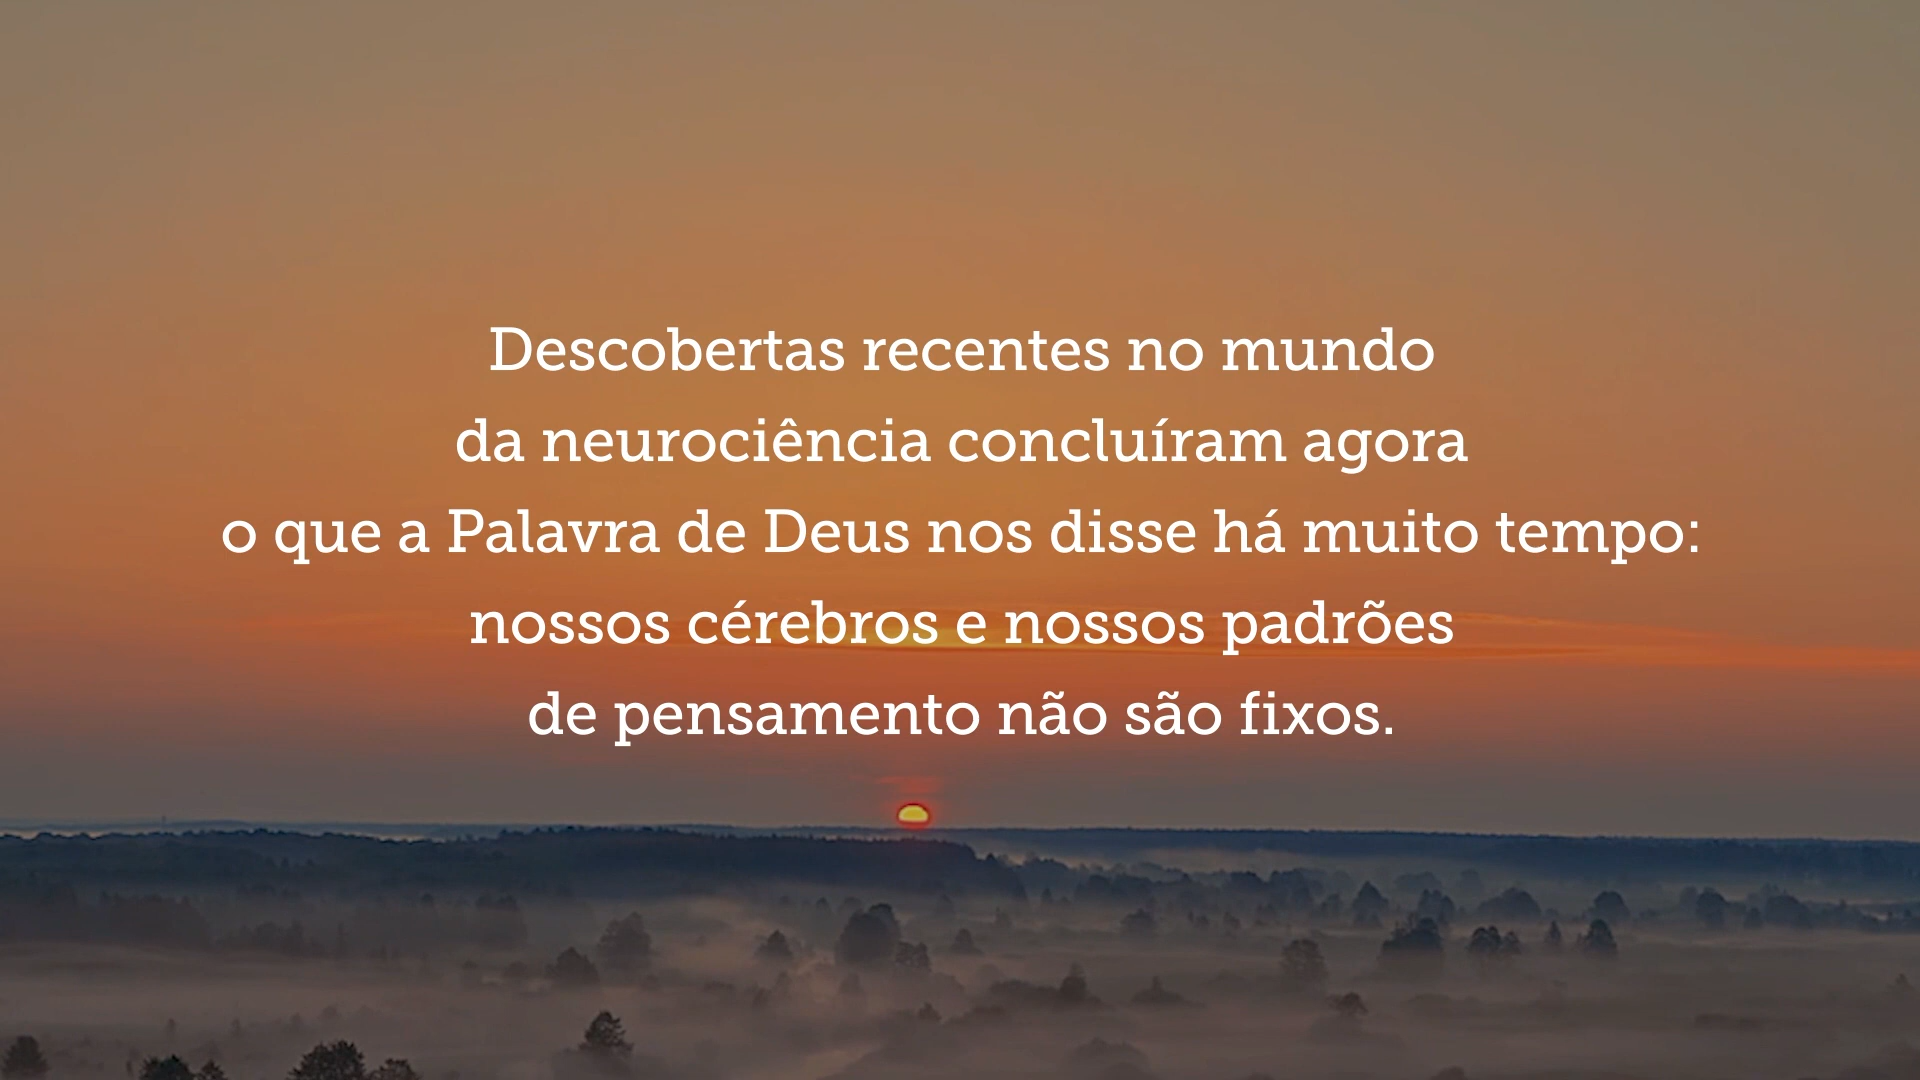 Descobertas recentes no mundo
da neurociência concluíram agora
o que a Palavra de Deus nos disse há muito tempo:
nossos cérebros e nossos padrões
de pensamento não são fixos.